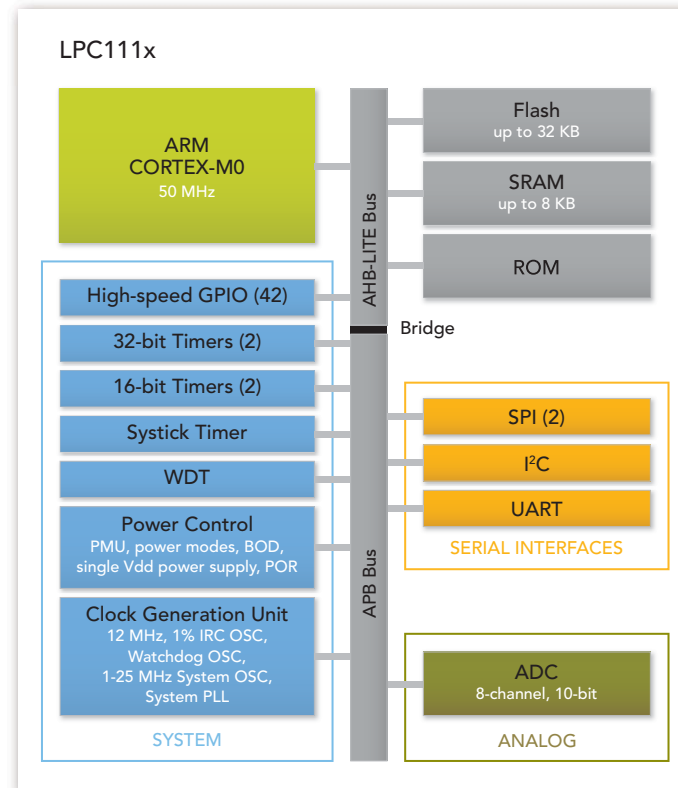 LPC111x
ARM
CORTEX-M0
50 MHz
AHB-LITE Bus
Flash
up to 32 KB
SRAM
up to 8 KB
ROM
Bridge
High-speed GPIO (42)
32-bit Timers (2)
16-bit Timers (2)
Systick Timer
WDT
Power Control
PMU, power modes, BOD,
single Vdd power supply, POR
Clock Generation Unit
12 MHz, 1% IRC OSC,
Watchdog OSC,
1-25 MHz System OSC,
System PLL
SYSTEM
APB Bus
SPI (2)
I²C
UART
SERIAL INTERFACES
ADC
8-channel, 10-bit
ANALOG